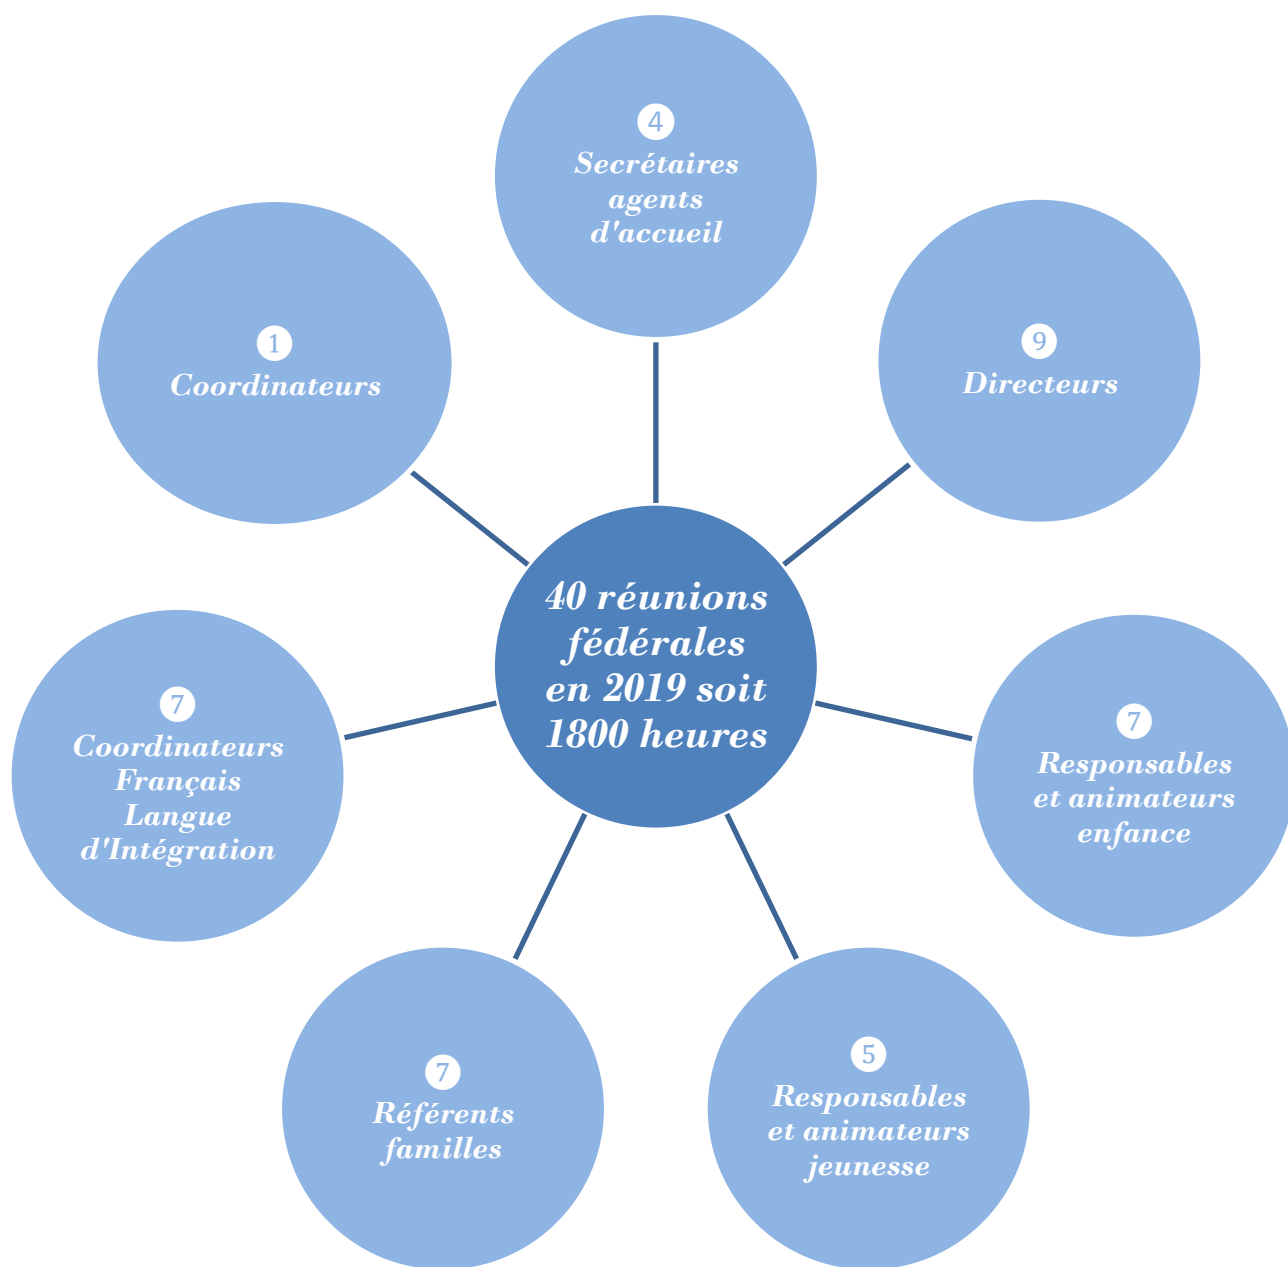 4
Secrétaires
agents
d'accueil
9
Directeurs
7
Responsables
et animateurs
enfance
5
Responsables
et animateurs
jeunesse
7
Référents
familles
7
Coordinateurs
Français
Langue
d'Intégration
1
Coordinateurs
40 réunions
fédérales
en 2019 soit
1800 heures